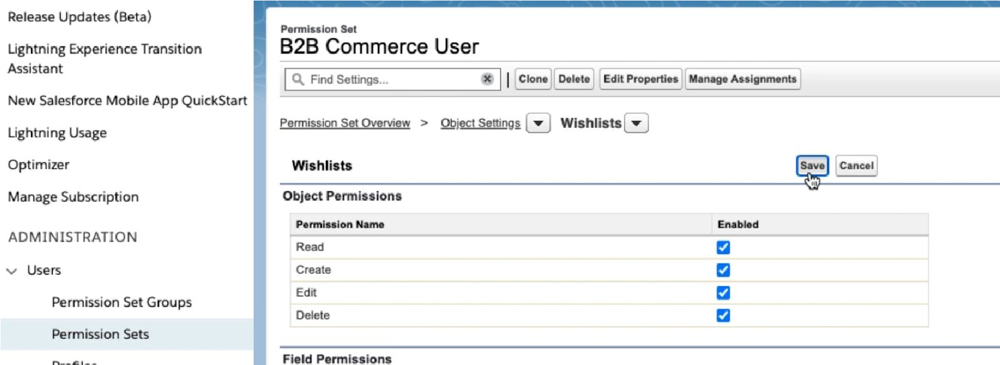 Release Updates (Beta)
Lightning Experience Transition
Assistant
New Salesforce Mobile App QuickStart
Lightning Usage
Optimizer
Manage Subscription
ADMINISTRATION
Users
Permission Set Groups
Permission Sets
Profiles
Permission Set
B2B Commerce User
Find Settings... | Clone Delete Edit Properties Manage Assignments
Permission Set Overview > Object Settings Wishlists
Wishlists Save Cancel
Object Permissions
Permission Name Enabled
Read
Create
Edit
Delete
Field Permissions